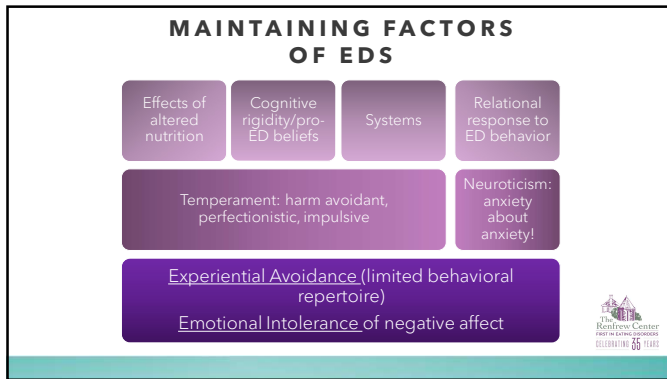 MAINTAINING FACTORS
OF EDS
Effects of
altered
nutrition
Cognitive
rigidity/pro-
ED beliefs
Systems
Relational
response to
ED behavior
Temperament: harm avoidant,
perfectionistic, impulsive
Neuroticism:
anxiety
about
anxiety!
Experiential Avoidance (limited behavioral
repertoire)
Emotional Intolerance of negative affect
The
Renfrew Center
FIRST IN EATING DISORDERS
CELEBRATING 35 YEARS